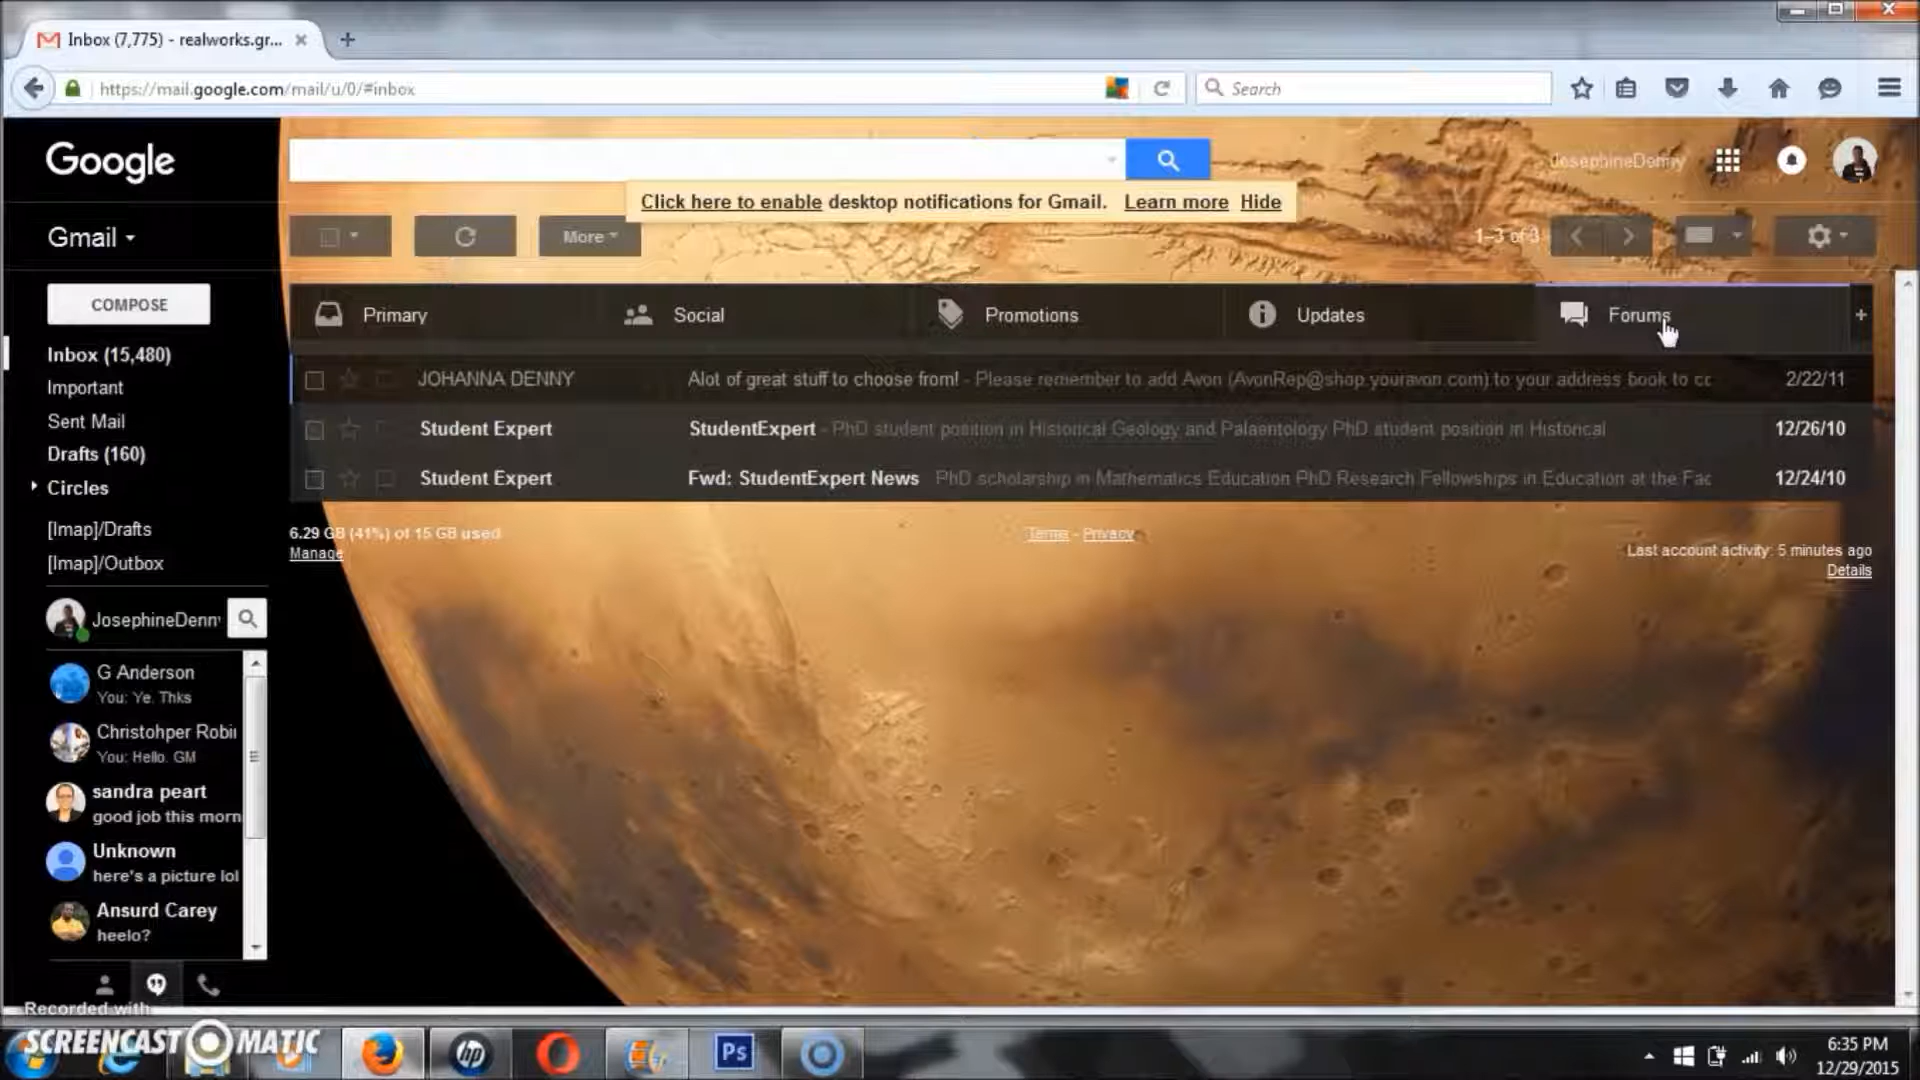 Inbox (7,775) - realworks.gr...
https://mail.google.com/mail/u/0/#inbox
Search
Google
JosephineDenny
Click here to enable desktop notifications for Gmail. Learn more Hide
Gmail
More
1–3 of 3
COMPOSE
Primary
Social
Promotions
Updates
Forums
+
Inbox (15,480)
Important
Sent Mail
Drafts (160)
Circles
[Imap]/Drafts
[Imap]/Outbox
JOHANNA DENNY Alot of great stuff to choose from! - Please remember to add Avon (AvonRep@shop.youravon.com) to your address book to cc 2/22/11
Student Expert StudentExpert - PhD student position in Historical Geology and Palaentology PhD student position in Historical 12/26/10
Student Expert Fwd: StudentExpert News PhD scholarship in Mathematics Education PhD Research Fellowships in Education at the Fac 12/24/10
6.29 GB (41%) of 15 GB used
Manage
Terms - Privacy
Last account activity: 5 minutes ago
Details
JosephineDenn
G Anderson
You: Ye. Thks
Christohper Robi
You: Hello. GM
sandra peart
good job this morn
Unknown
here's a picture lol
Ansurd Carey
heelo?
Recorded with
SCREENCAST MATIC
hp
Ps
6:35 PM
12/29/2015